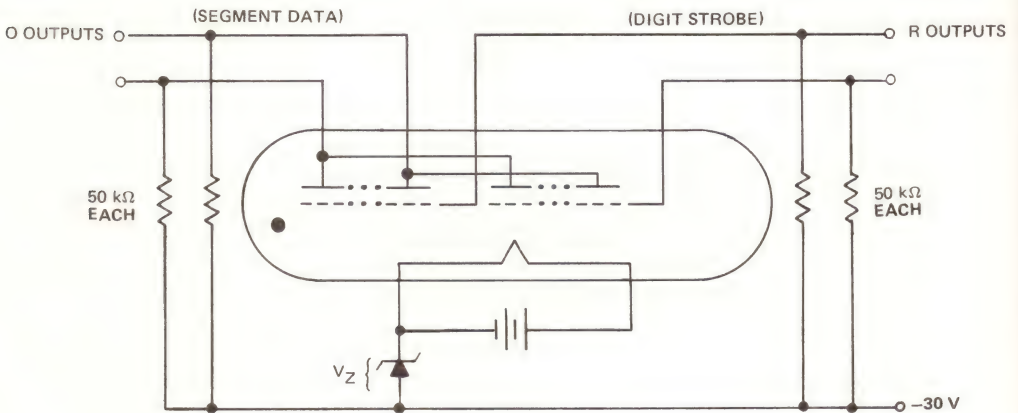 (SEGMENT DATA)
(DIGIT STROBE)
O OUTPUTS
R OUTPUTS
50 kΩ
EACH
50 kΩ
EACH
VZ
−30 V